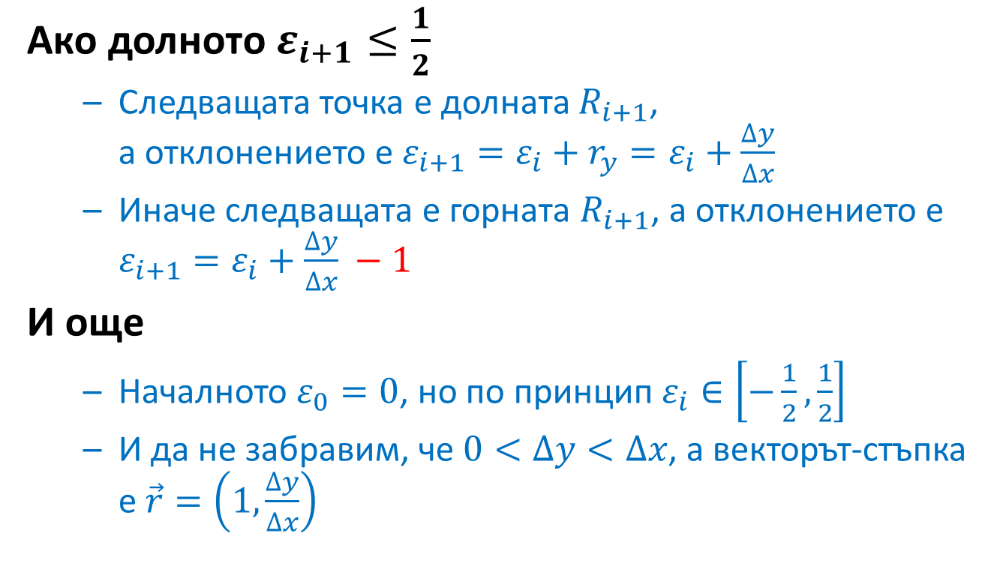 Ако долното $\varepsilon_{i+1} \leq \frac{1}{2}$
– Следващата точка е долната $R_{i+1}$,
а отклонението е $\varepsilon_{i+1} = \varepsilon_i + r_y = \varepsilon_i + \frac{\Delta y}{\Delta x}$
– Иначе следващата е горната $R_{i+1}$, а отклонението е
$\varepsilon_{i+1} = \varepsilon_i + \frac{\Delta y}{\Delta x} - 1$
И още
– Началното $\varepsilon_0 = 0$, но по принцип $\varepsilon_i \in \left[-\frac{1}{2}, \frac{1}{2}\right]$
– И да не забравим, че $0 < \Delta y < \Delta x$, а векторът-стъпка
е $\vec{r} = \left(1, \frac{\Delta y}{\Delta x}\right)$